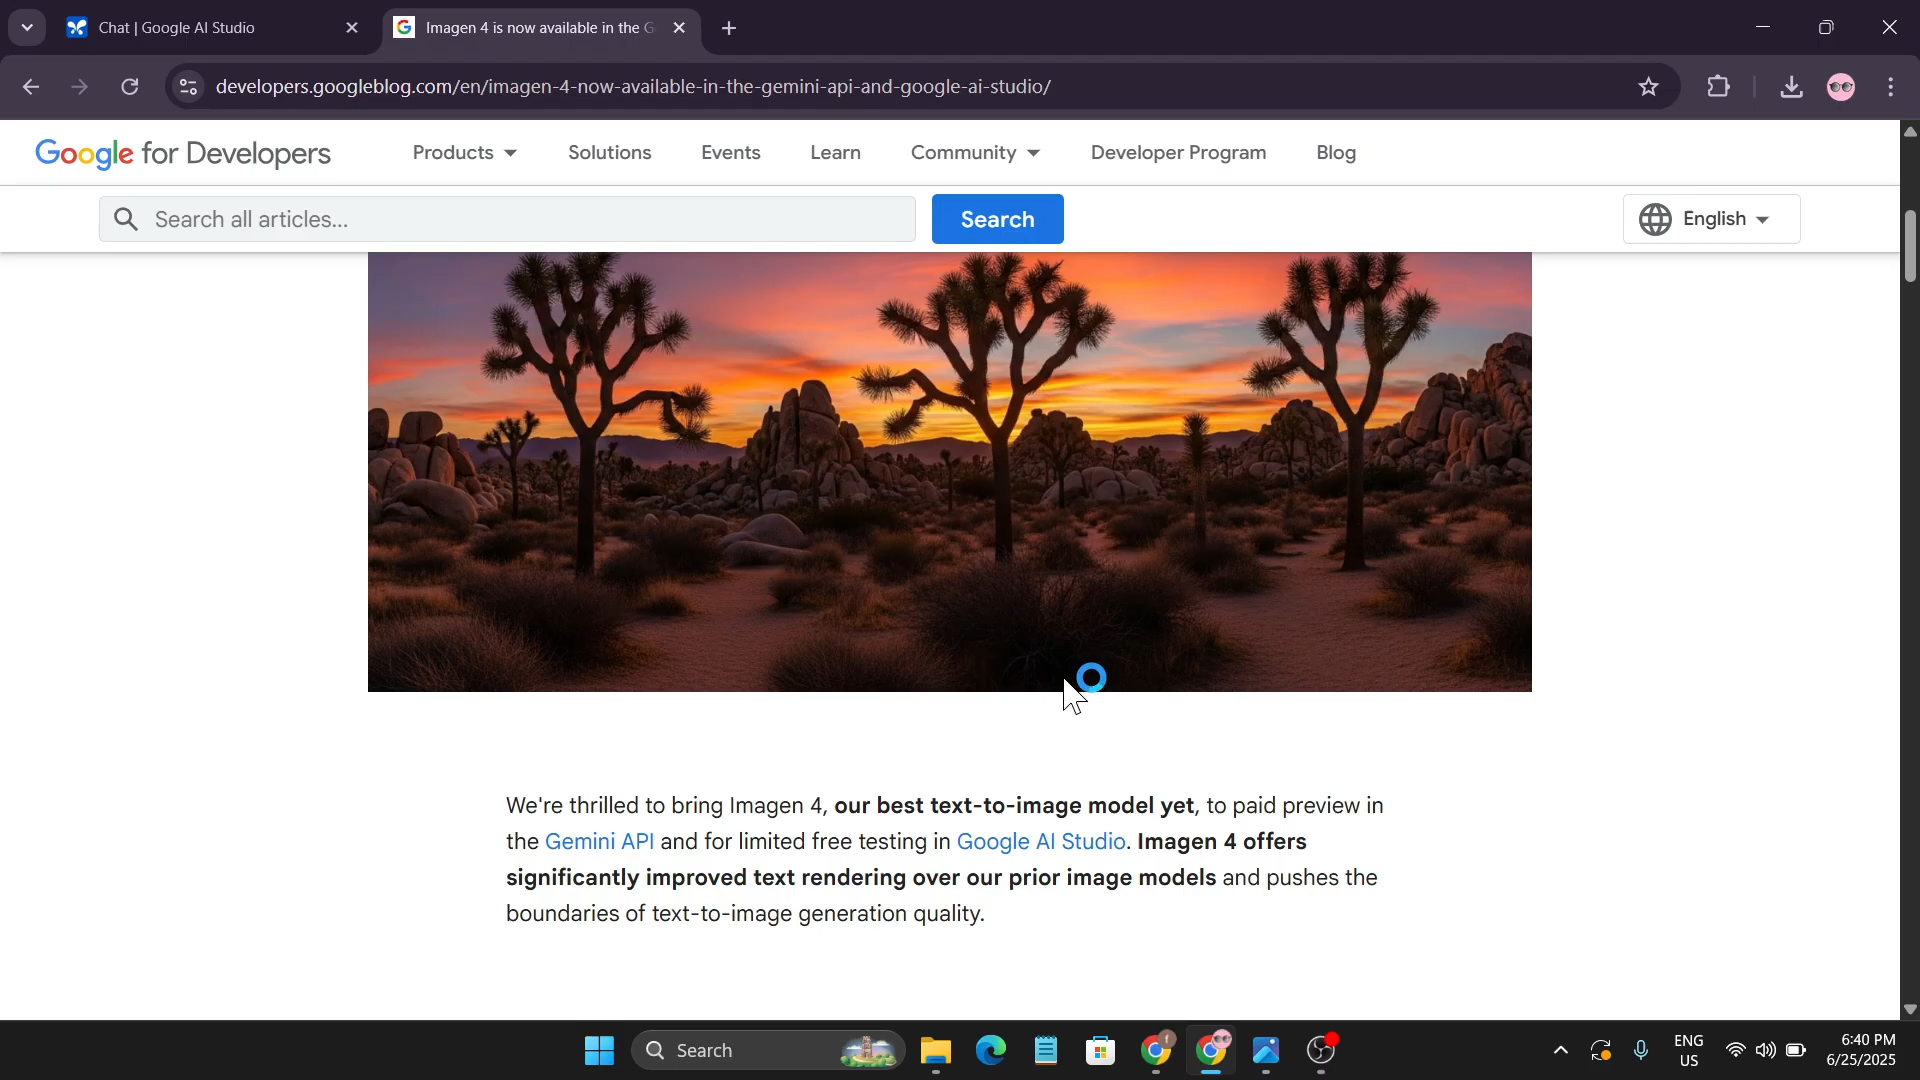 Chat | Google AI Studio
Imagen 4 is now available in the G
developers.googleblog.com/en/imagen-4-now-available-in-the-gemini-api-and-google-ai-studio/
Google for Developers
Products
Solutions
Events
Learn
Community
Developer Program
Blog
Search all articles...
Search
English
We're thrilled to bring Imagen 4, our best text-to-image model yet, to paid preview in
the Gemini API and for limited free testing in Google AI Studio. Imagen 4 offers
significantly improved text rendering over our prior image models and pushes the
boundaries of text-to-image generation quality.
Search
ENG
US
6:40 PM
6/25/2025